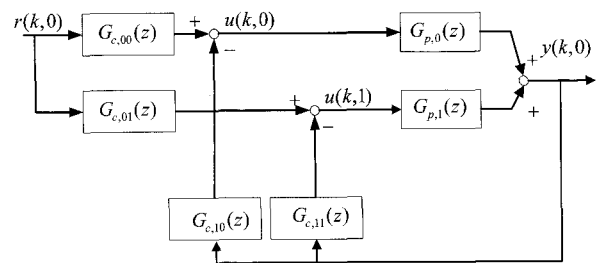 r(k,0)
G_{c,00}(z)
+
u(k,0)
−
G_{p,0}(z)
+
y(k,0)
G_{c,01}(z)
+
u(k,1)
−
G_{p,1}(z)
+
G_{c,10}(z)
G_{c,11}(z)